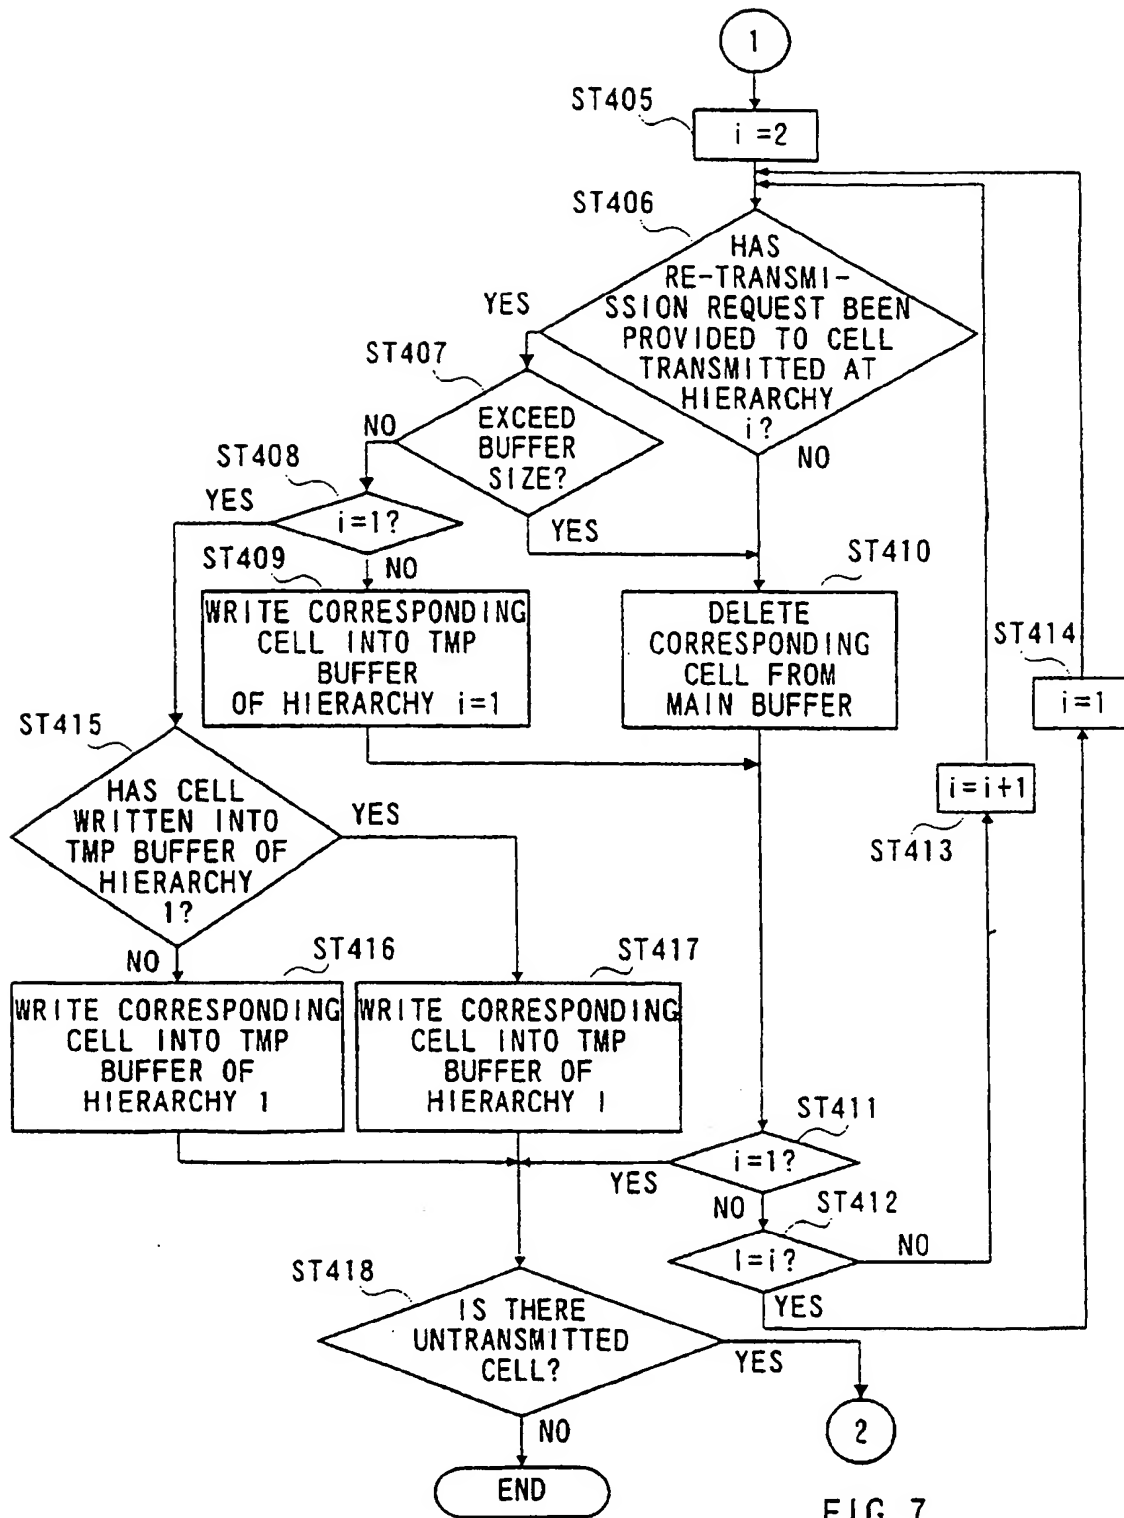 1
ST405
i =2
ST406
HAS
RE-TRANSMI-
SSION REQUEST BEEN
PROVIDED TO CELL
TRANSMITTED AT
HIERARCHY
i?
YES
NO
ST407
EXCEED
BUFFER
SIZE?
NO
YES
ST408
i=1?
YES
NO
ST409
WRITE CORRESPONDING
CELL INTO TMP
BUFFER
OF HIERARCHY i=1
ST410
DELETE
CORRESPONDING
CELL FROM
MAIN BUFFER
ST414
i=1
i=i+1
ST413
ST415
HAS CELL
WRITTEN INTO
TMP BUFFER OF
HIERARCHY
1?
YES
NO
ST416
WRITE CORRESPONDING
CELL INTO TMP
BUFFER OF
HIERARCHY 1
ST417
WRITE CORRESPONDING
CELL INTO TMP
BUFFER OF
HIERARCHY I
ST411
i=1?
YES
NO
ST412
I=i?
NO
YES
ST418
IS THERE
UNTRANSMITTED
CELL?
YES
NO
2
END
FIG. 7